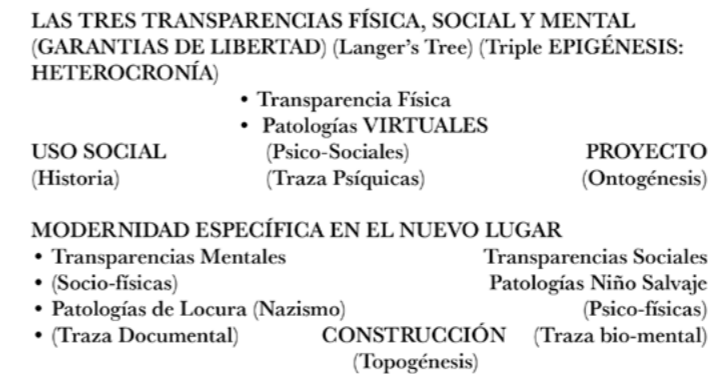 LAS TRES TRANSPARENCIAS FÍSICA, SOCIAL Y MENTAL
(GARANTIAS DE LIBERTAD) (Langer’s Tree) (Triple EPIGÉNESIS:
HETEROCRONÍA)
• Transparencia Física
• Patologías VIRTUALES
USO SOCIAL (Psico-Sociales) PROYECTO
(Historia) (Traza Psíquicas) (Ontogénesis)
MODERNIDAD ESPECÍFICA EN EL NUEVO LUGAR
• Transparencias Mentales Transparencias Sociales
• (Socio-físicas) Patologías Niño Salvaje
• Patologías de Locura (Nazismo) (Psico-físicas)
• (Traza Documental) CONSTRUCCIÓN (Traza bio-mental)
(Topogénesis)